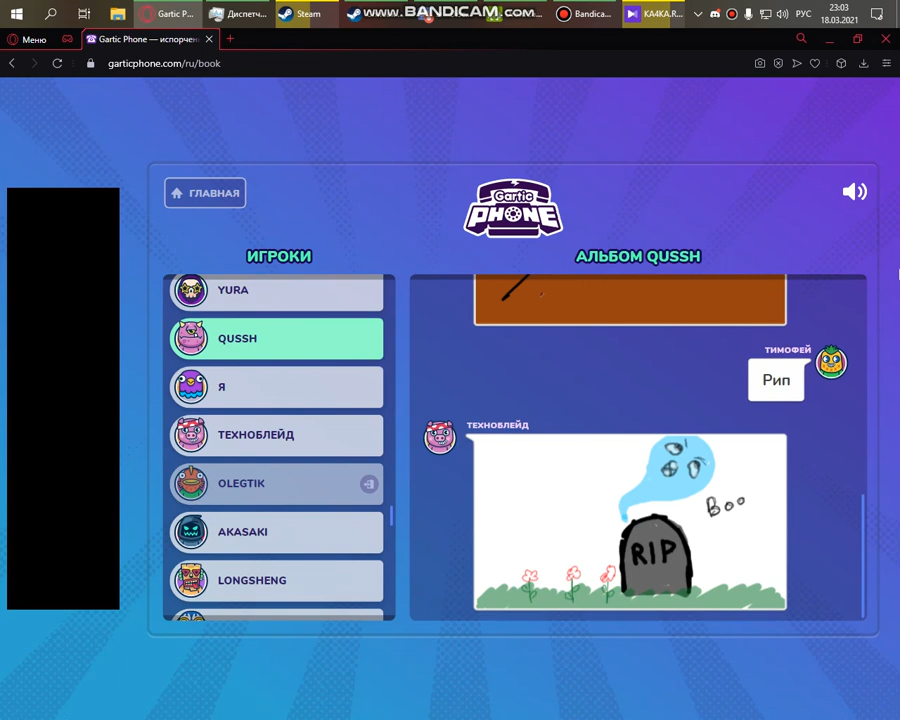 Gartic P...
Диспетч...
Steam
www.BANDICAM.com
Bandica...
KA4KA.R...
РУС
23:03
18.03.2021
Меню
Gartic Phone — испорчен
garticphone.com/ru/book
ГЛАВНАЯ
Gartic
PHONE
ИГРОКИ
АЛЬБОМ QUSSH
YURA
QUSSH
Я
ТЕХНОБЛЕЙД
OLEGTIK
AKASAKI
LONGSHENG
ТИМОФЕЙ
Рип
ТЕХНОБЛЕЙД
Boo
RIP